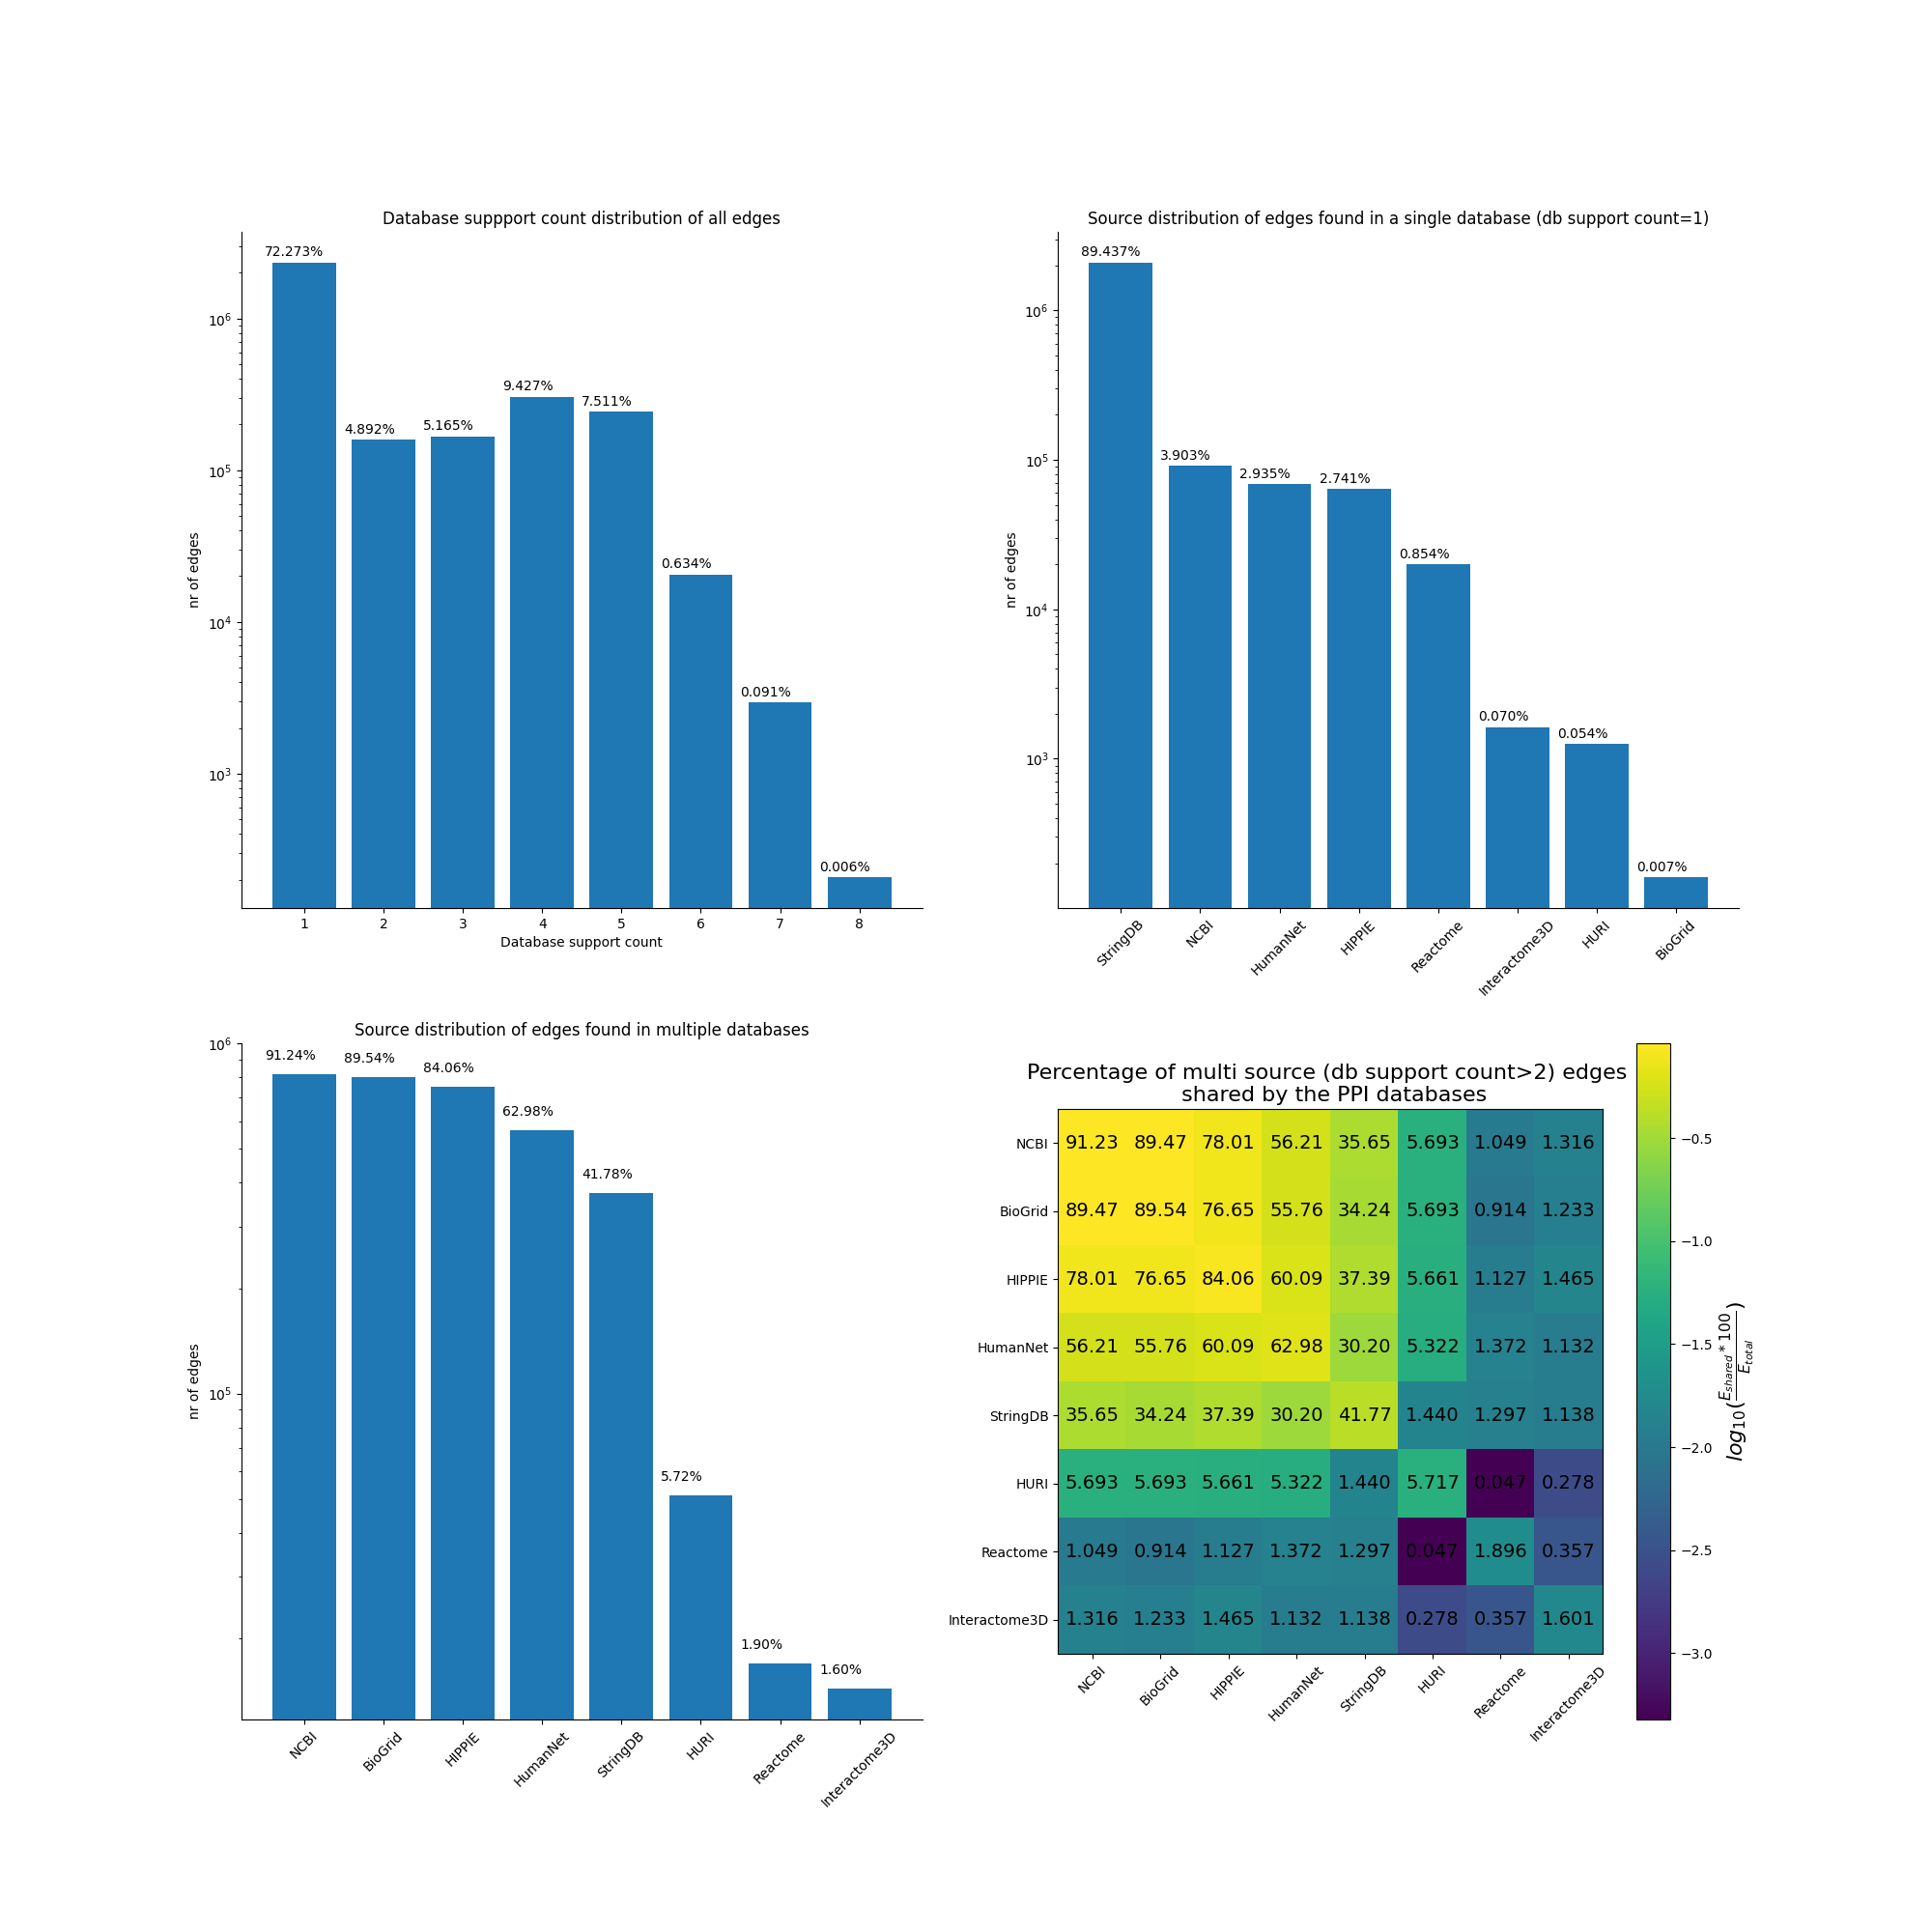 Database suppport count distribution of all edges
72.273%
4.892%
5.165%
9.427%
7.511%
0.634%
0.091%
0.006%
10^6
10^5
10^4
10^3
nr of edges
1 2 3 4 5 6 7 8
Database support count
Source distribution of edges found in a single database (db support count=1)
89.437%
3.903%
2.935%
2.741%
0.854%
0.070%
0.054%
0.007%
10^6
10^5
10^4
10^3
nr of edges
StringDB NCBI HumanNet HIPPIE Reactome Interactome3D HURI BioGrid
Source distribution of edges found in multiple databases
91.24%
89.54%
84.06%
62.98%
41.78%
5.72%
1.90%
1.60%
10^6
10^5
nr of edges
NCBI BioGrid HIPPIE HumanNet StringDB HURI Reactome Interactome3D
Percentage of multi source (db support count>2) edges
shared by the PPI databases
NCBI 91.23 89.47 78.01 56.21 35.65 5.693 1.049 1.316
BioGrid 89.47 89.54 76.65 55.76 34.24 5.693 0.914 1.233
HIPPIE 78.01 76.65 84.06 60.09 37.39 5.661 1.127 1.465
HumanNet 56.21 55.76 60.09 62.98 30.20 5.322 1.372 1.132
StringDB 35.65 34.24 37.39 30.20 41.77 1.440 1.297 1.138
HURI 5.693 5.693 5.661 5.322 1.440 5.717 0.047 0.278
Reactome 1.049 0.914 1.127 1.372 1.297 0.047 1.896 0.357
Interactome3D 1.316 1.233 1.465 1.132 1.138 0.278 0.357 1.601
NCBI BioGrid HIPPIE HumanNet StringDB HURI Reactome Interactome3D
−0.5
−1.0
−1.5
−2.0
−2.5
−3.0
log_10(E_shared * 100 / E_total)